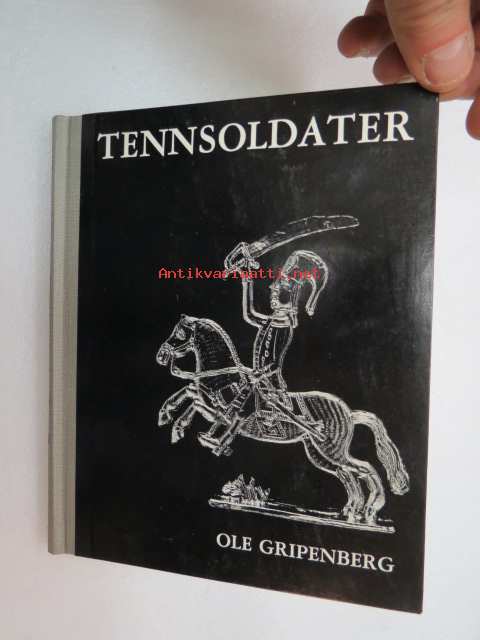 TENNSOLDATER
Antikvariaatti.net
OLE GRIPENBERG